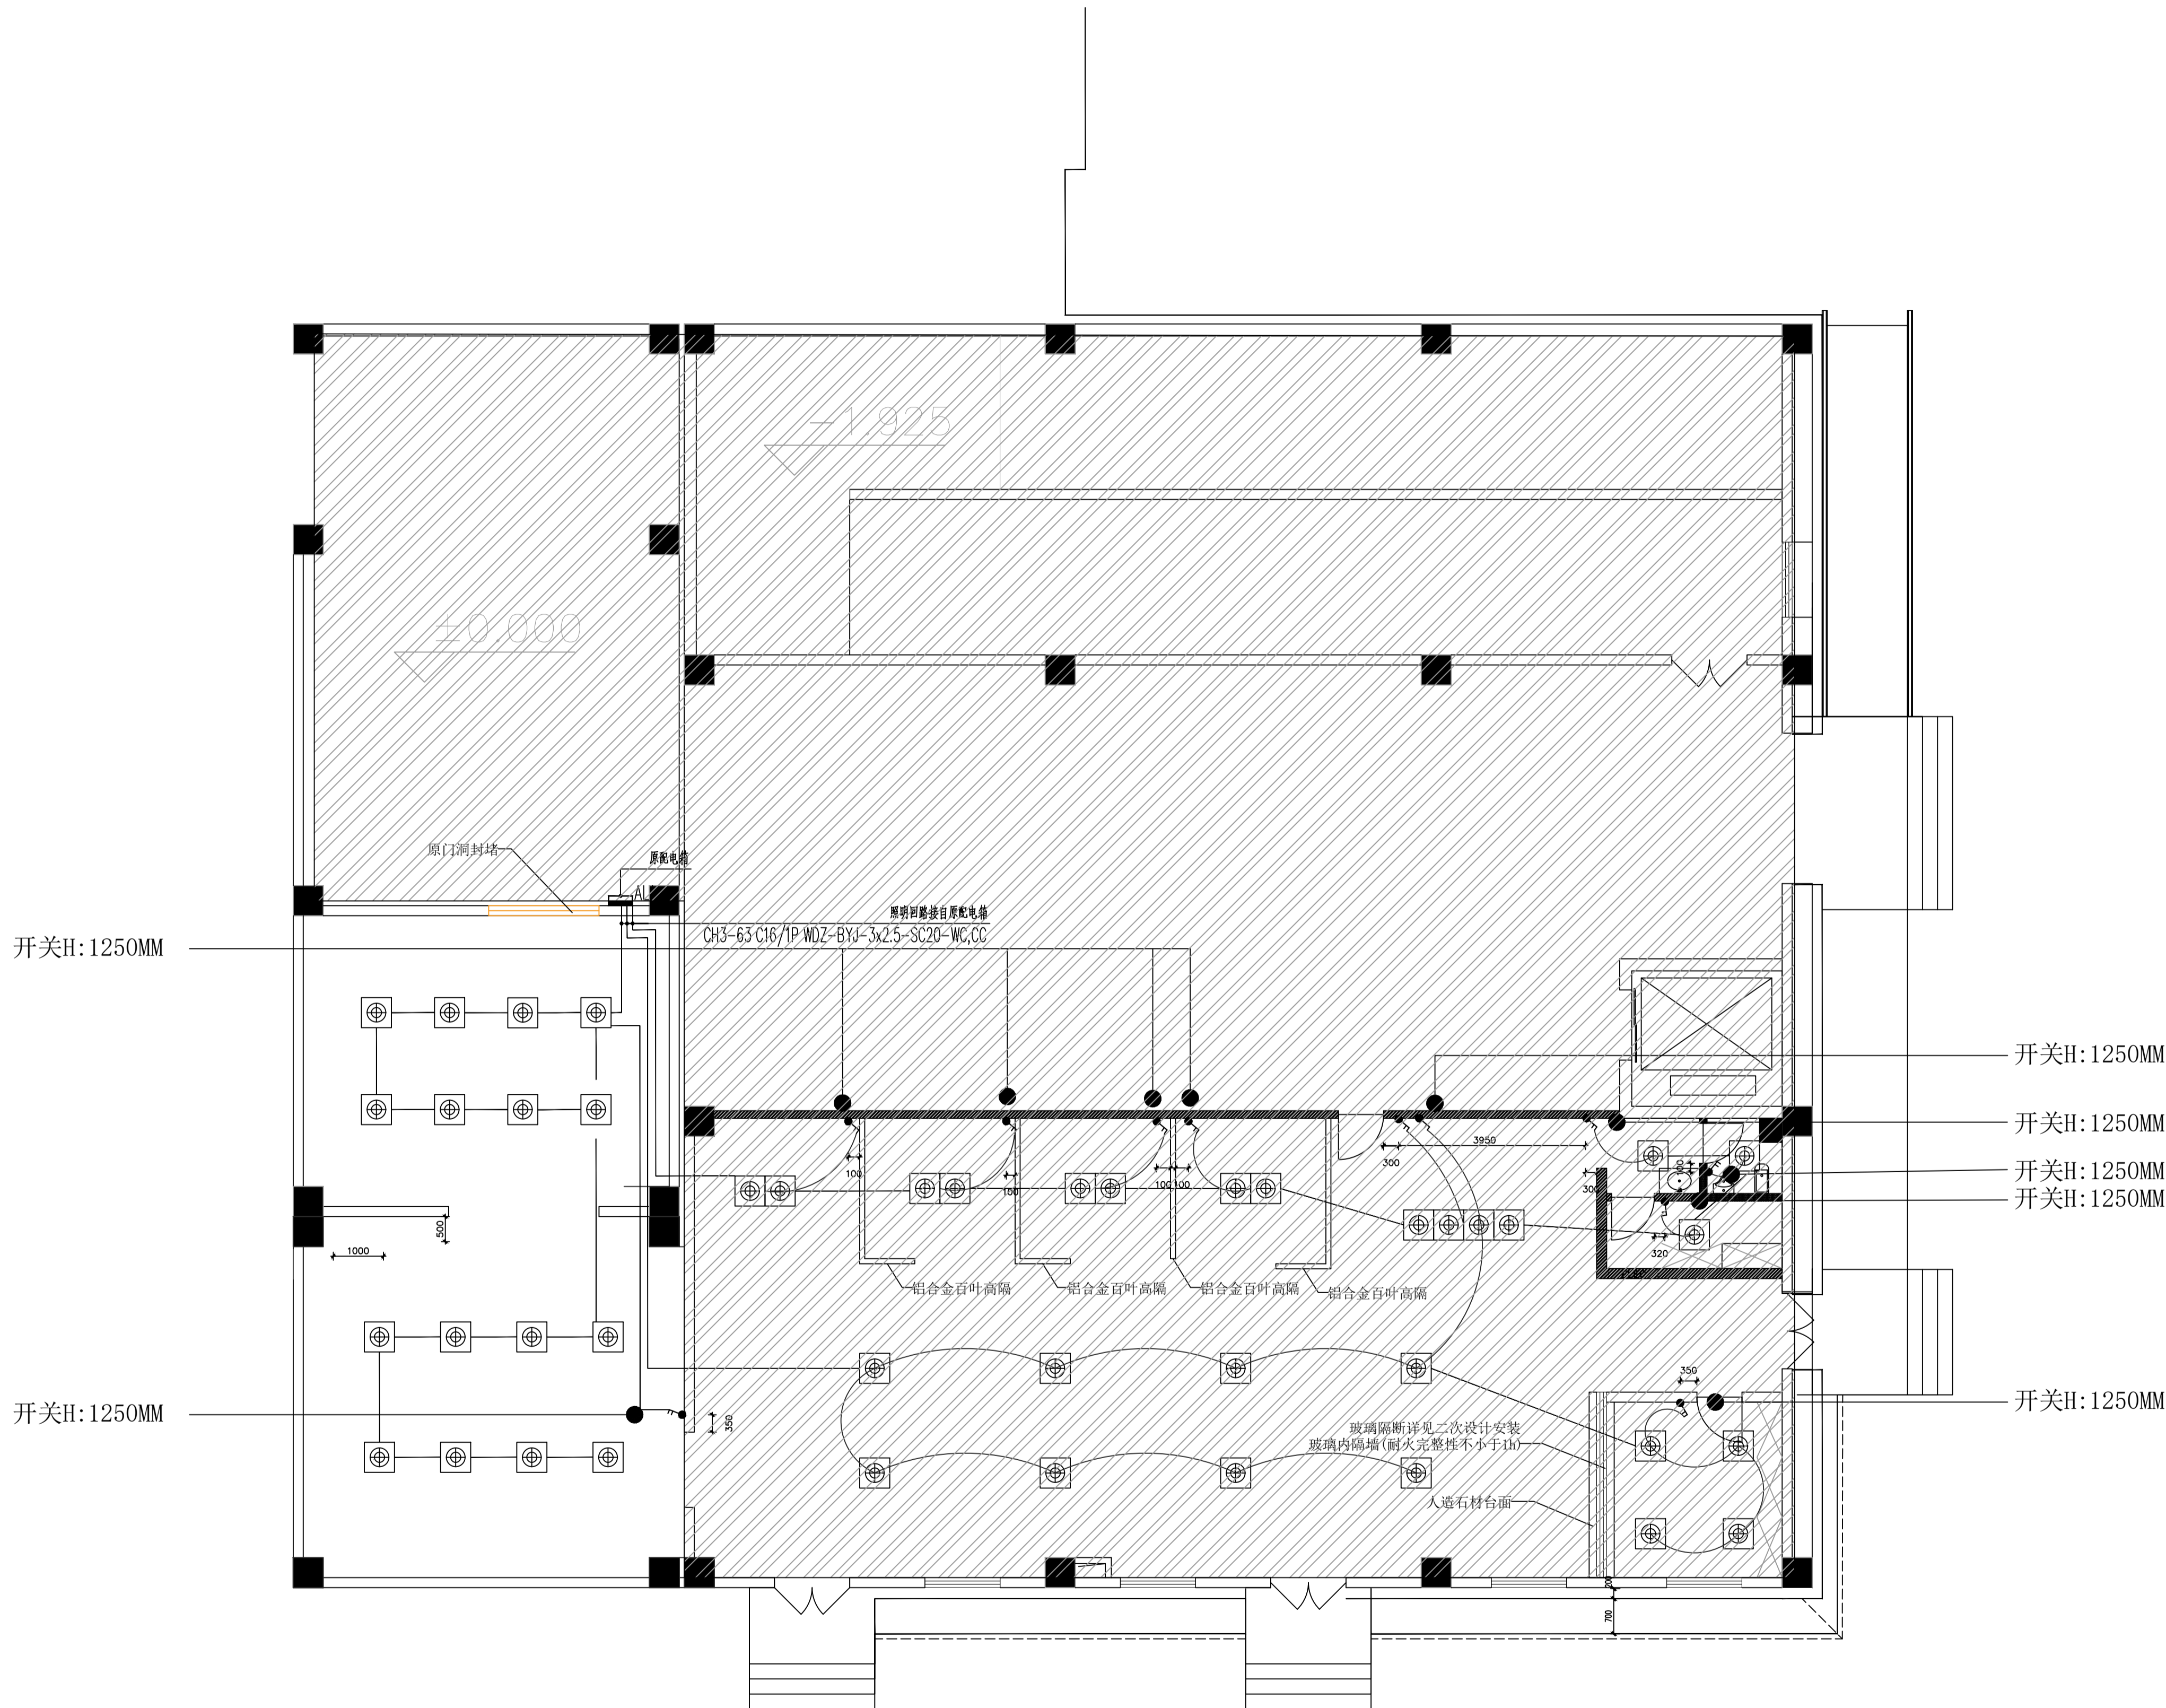 -1.925
±0.000
原门洞封堵
原配电箱
AL
照明回路接自原配电箱
CH3-63 C16/1P WDZ-BYJ-3x2.5-SC20-WC,CC
开关H:1250MM
开关H:1250MM
开关H:1250MM
开关H:1250MM
开关H:1250MM
3950
300
100
100
100
100
100
300
320
500
1000
铝合金百叶高隔
铝合金百叶高隔
铝合金百叶高隔
铝合金百叶高隔
350
开关H:1250MM
350
开关H:1250MM
玻璃隔断详见二次设计安装
玻璃内隔墙(耐火完整性不小于1h)
人造石材台面
200
700